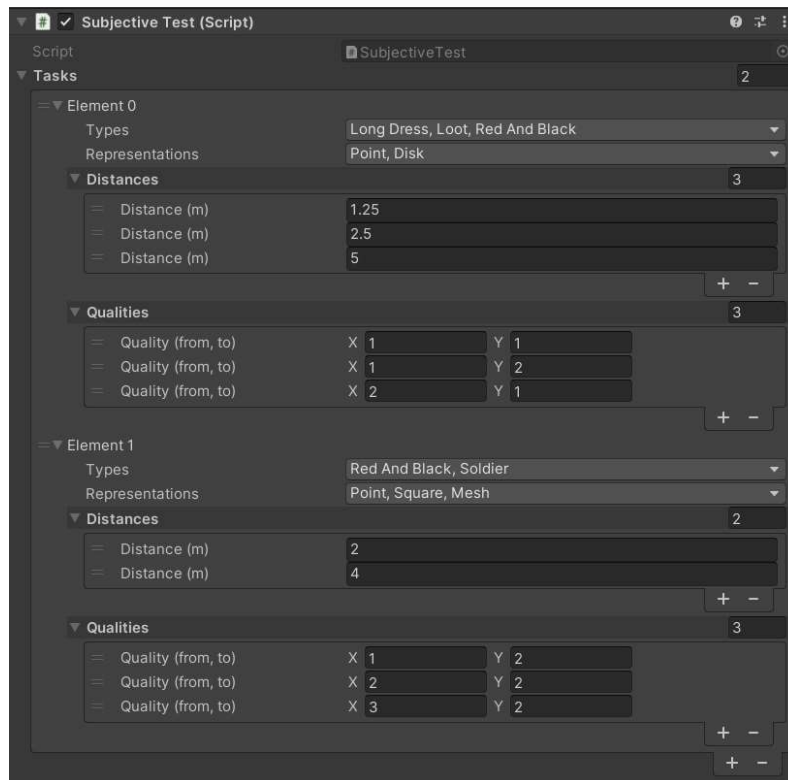 Subjective Test (Script)
Script SubjectiveTest
Tasks 2
Element 0
Types Long Dress, Loot, Red And Black
Representations Point, Disk
Distances 3
Distance (m) 1.25
Distance (m) 2.5
Distance (m) 5
+ −
Qualities 3
Quality (from, to) X 1 Y 1
Quality (from, to) X 1 Y 2
Quality (from, to) X 2 Y 1
+ −
Element 1
Types Red And Black, Soldier
Representations Point, Square, Mesh
Distances 2
Distance (m) 2
Distance (m) 4
+ −
Qualities 3
Quality (from, to) X 1 Y 2
Quality (from, to) X 2 Y 2
Quality (from, to) X 3 Y 2
+ −
+ −